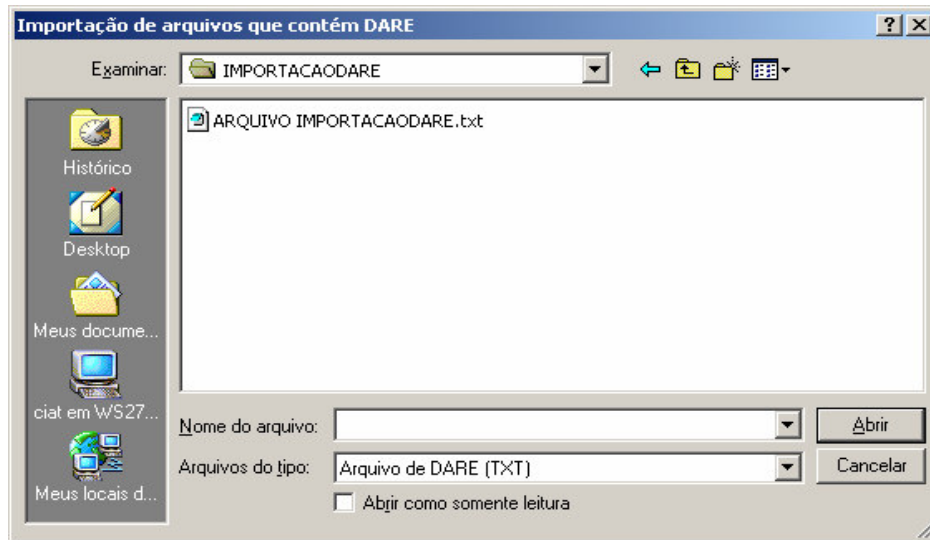 Importação de arquivos que contém DARE
Examinar: IMPORTACAODARE
ARQUIVO IMPORTACAODARE.txt
Histórico
Desktop
Meus docume...
ciat em WS27...
Meus locais d...
Nome do arquivo:
Abrir
Arquivos do tipo: Arquivo de DARE (TXT)
Cancelar
Abrir como somente leitura